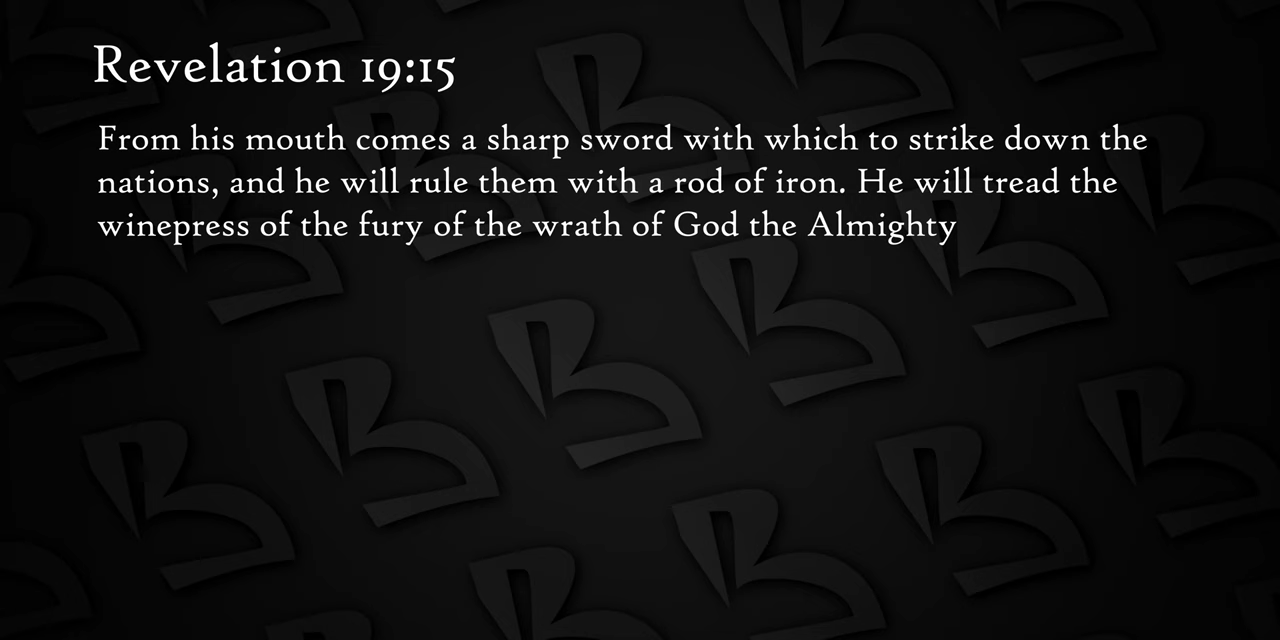 Revelation 19:15
From his mouth comes a sharp sword with which to strike down the
nations, and he will rule them with a rod of iron. He will tread the
winepress of the fury of the wrath of God the Almighty